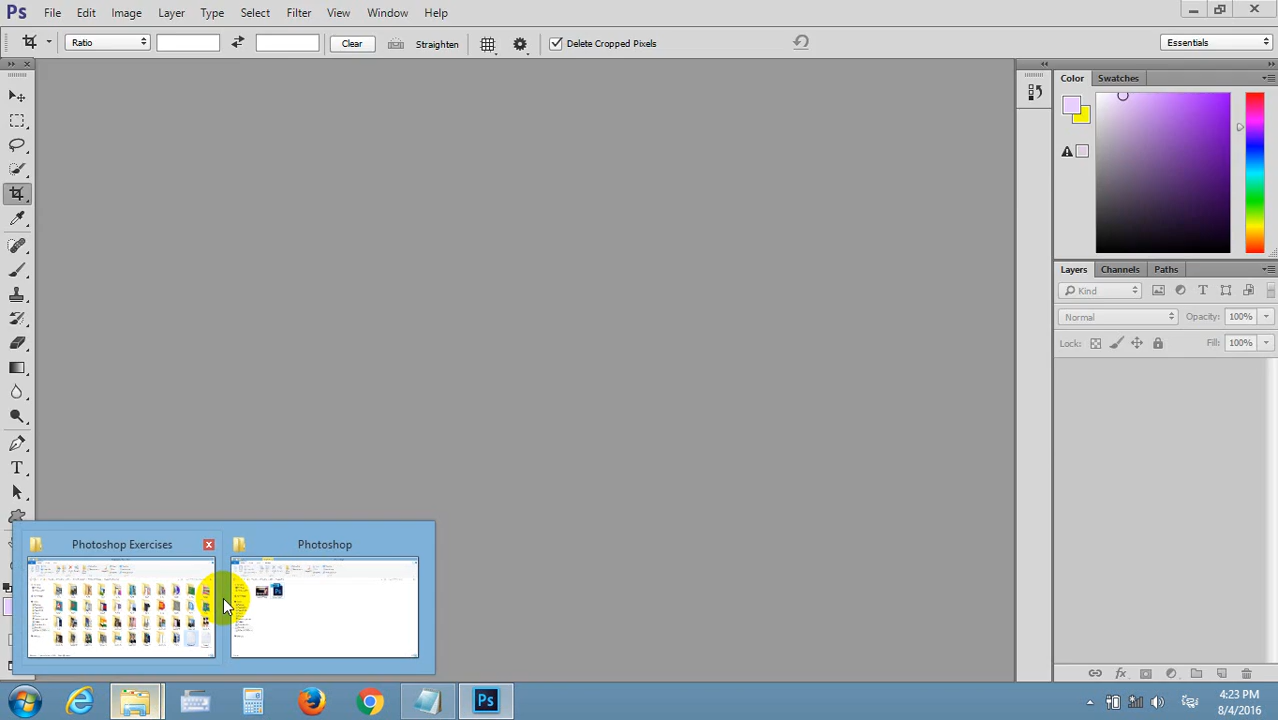 Ps File Edit Image Layer Type Select Filter View Window Help
Ratio Clear Straighten Delete Cropped Pixels Essentials
Color Swatches
Layers Channels Paths
Kind
Normal Opacity: 100%
Lock: Fill: 100%
T
Photoshop Exercises Photoshop
fx
Ps
4:23 PM
8/4/2016